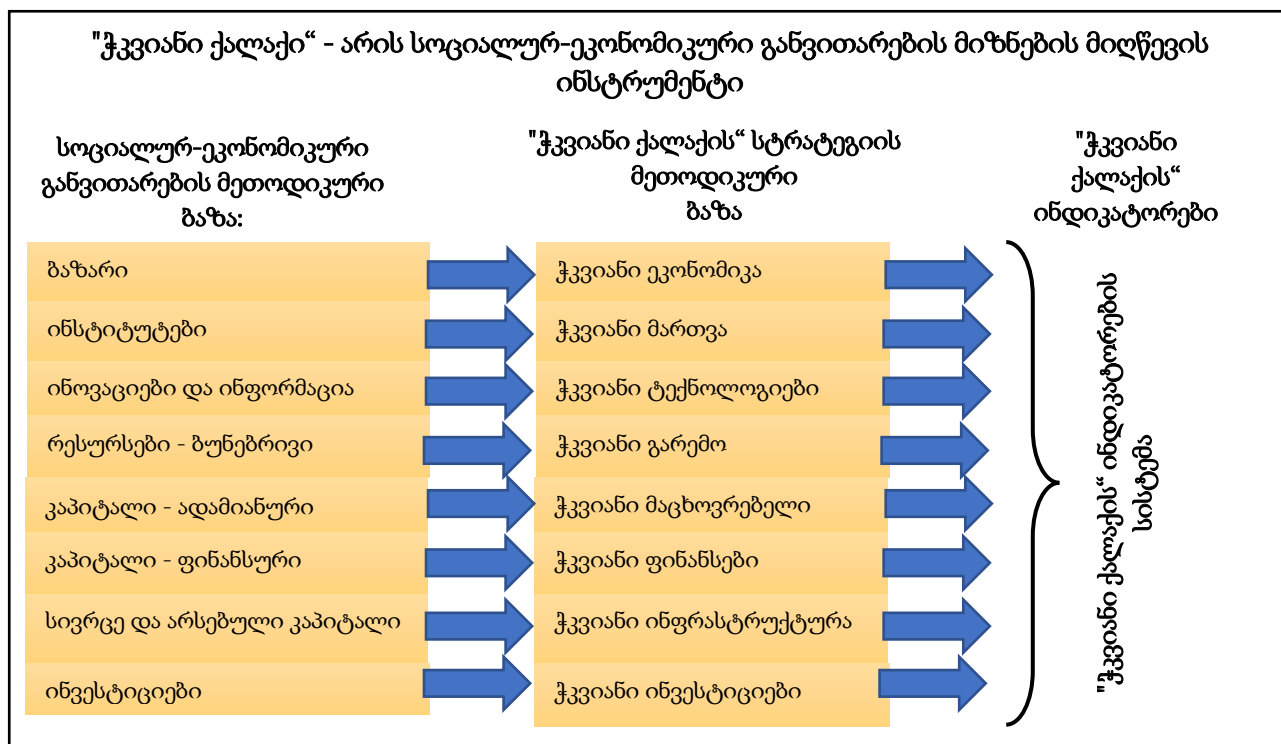 "ჭკვიანი ქალაქი“ - არის სოციალურ-ეკონომიკური განვითარების მიზნების მიღწევის
ინსტრუმენტი
სოციალურ-ეკონომიკური
განვითარების მეთოდიკური
ბაზა:
"ჭკვიანი ქალაქის“ სტრატეგიის
მეთოდიკური
ბაზა
"ჭკვიანი
ქალაქის“
ინდიკატორები
ბაზარი
ჭკვიანი ეკონომიკა
ინსტიტუტები
ჭკვიანი მართვა
ინოვაციები და ინფორმაცია
ჭკვიანი ტექნოლოგიები
რესურსები - ბუნებრივი
ჭკვიანი გარემო
კაპიტალი - ადამიანური
ჭკვიანი მაცხოვრებელი
კაპიტალი - ფინანსური
ჭკვიანი ფინანსები
სივრცე და არსებული კაპიტალი
ჭკვიანი ინფრასტრუქტურა
ინვესტიციები
ჭკვიანი ინვესტიციები
"ჭკვიანი ქალაქის“ ინდიკატორების
სისტემა